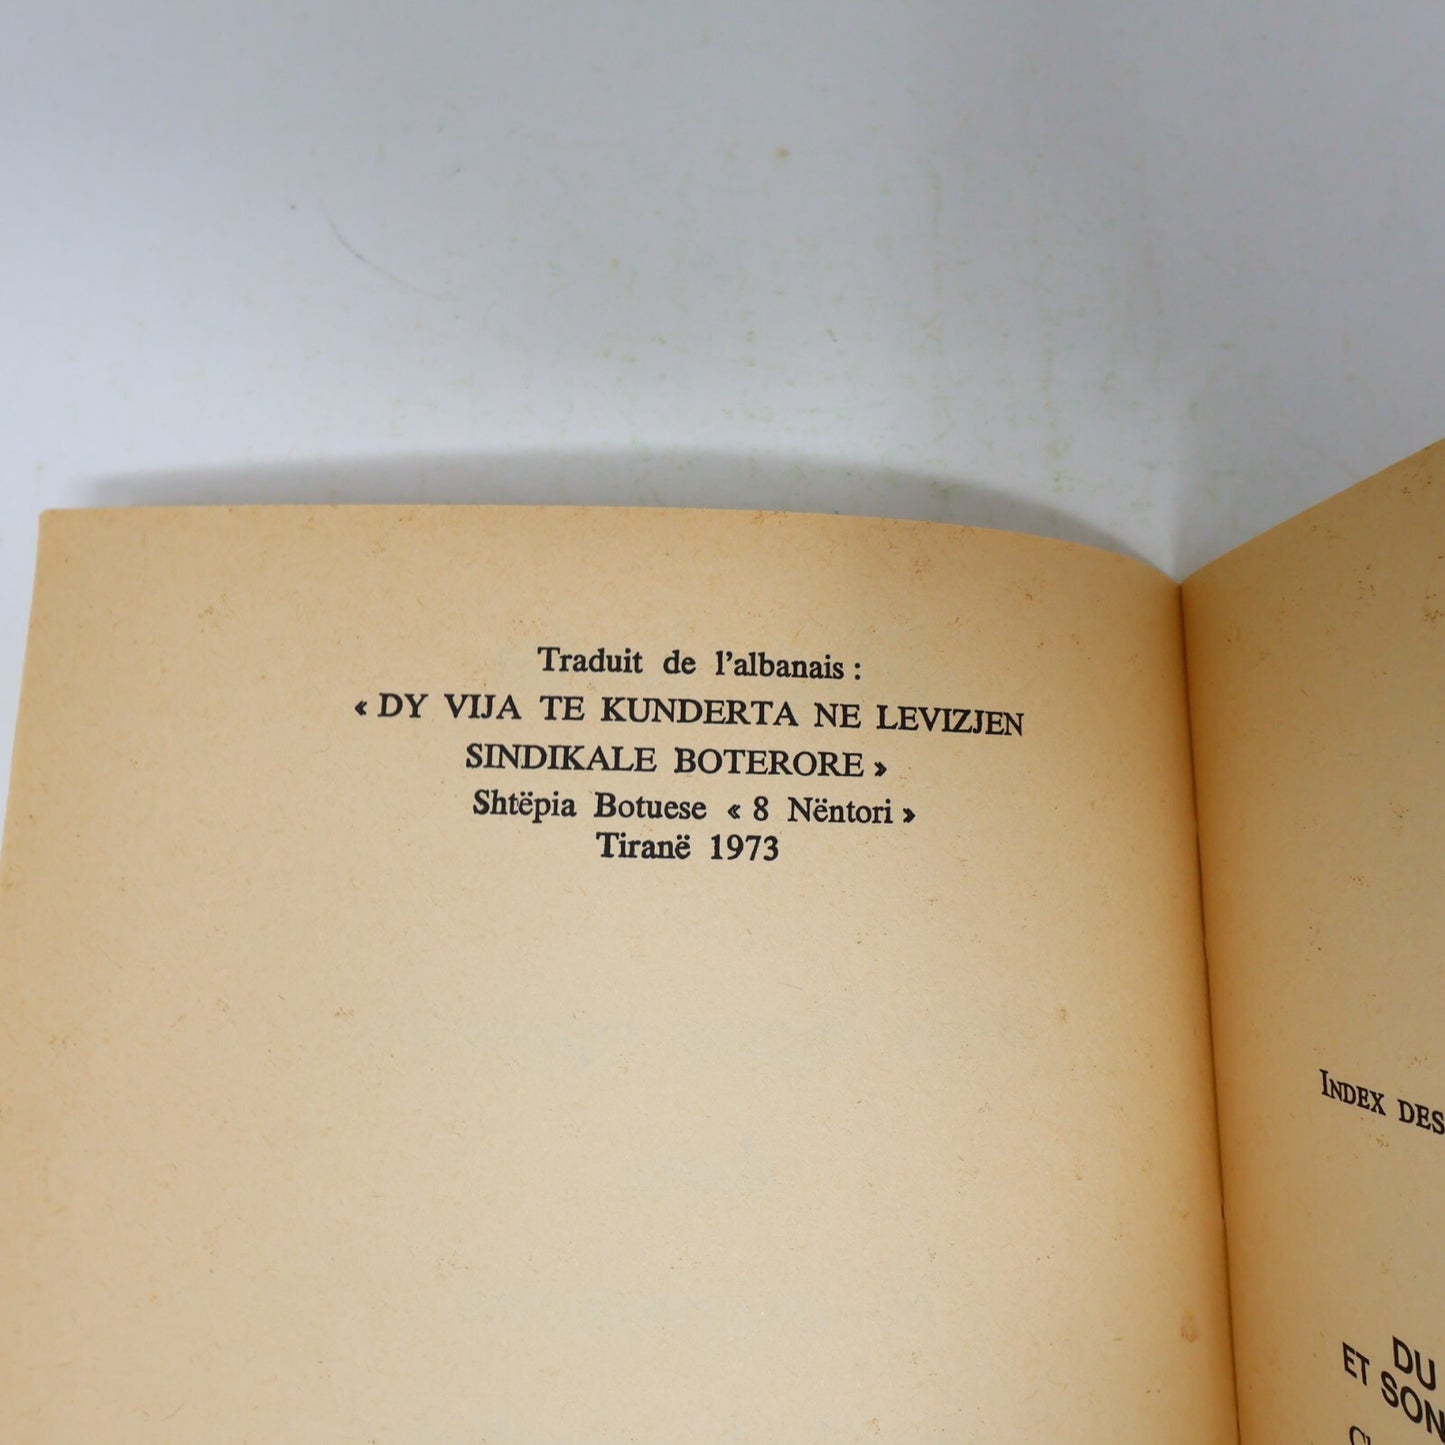 Traduit de l'albanais :
« DY VIJA TE KUNDERTA NE LEVIZJEN
SINDIKALE BOTERORE »
Shtëpia Botuese « 8 Nëntori »
Tiranë 1973
INDEX DES
DU
ET SON